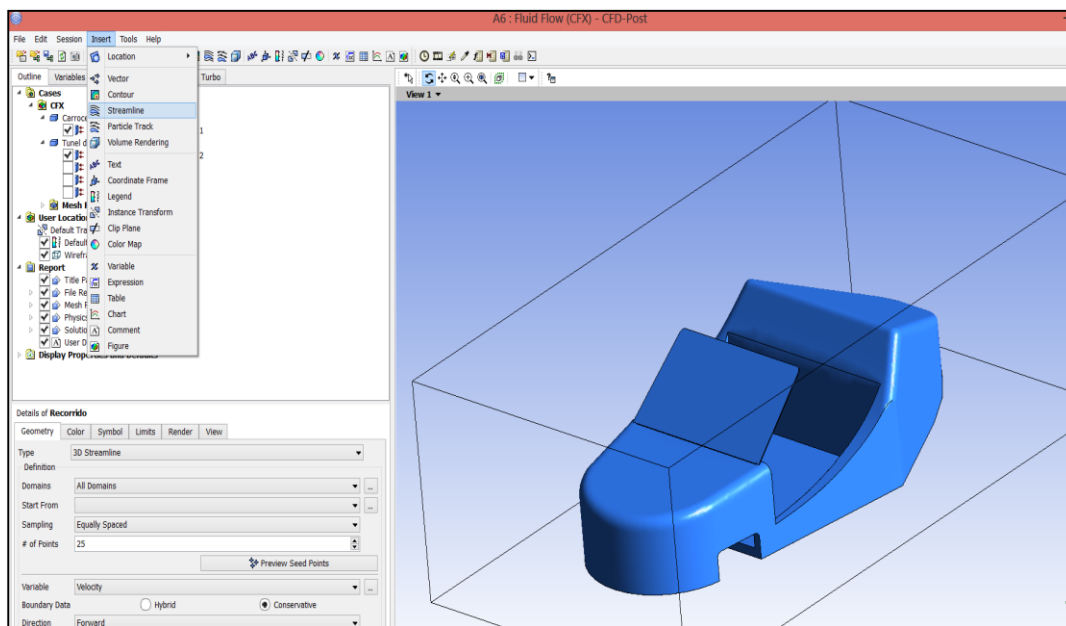 A6 : Fluid Flow (CFX) - CFD-Post
File Edit Session Insert Tools Help
Outline Variables Turbo
Cases
CFX
1
2
Mesh
User Location
Default Tra
Defaul
Wirefr
Report
Title P
File Re
Mesh R
Physic
Solutio
User D
Display Properties and Defaults
Location
Vector
Contour
Streamline
Particle Track
Volume Rendering
Text
Coordinate Frame
Legend
Instance Transform
Clip Plane
Color Map
Variable
Expression
Table
Chart
Comment
Figure
View 1
Details of Recorrido
Geometry Color Symbol Limits Render View
Type 3D Streamline
Definition
Domains All Domains ...
Start From ...
Sampling Equally Spaced
# of Points 25
Preview Seed Points
Variable Velocity ...
Boundary Data Hybrid Conservative
Direction Forward